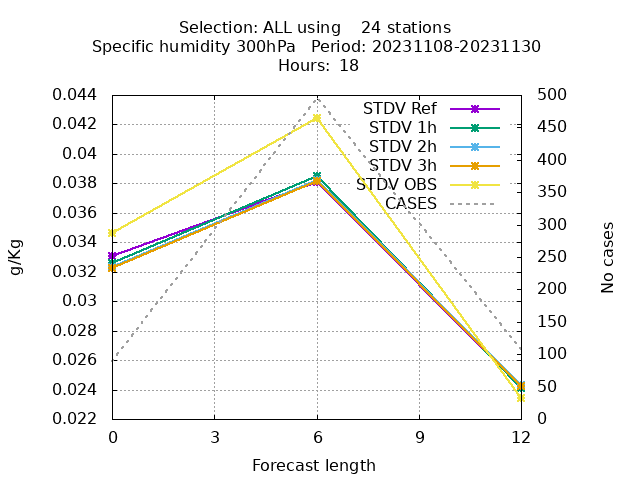 Selection: ALL using    24 stations
Specific humidity 300hPa   Period: 20231108-20231130
Hours:  18
0.044
0.042
0.04
0.038
0.036
0.034
0.032
0.03
0.028
0.026
0.024
0.022
g/Kg
STDV Ref
STDV 1h
STDV 2h
STDV 3h
STDV OBS
CASES
500
450
400
350
300
250
200
150
100
50
0
No cases
0 3 6 9 12
Forecast length